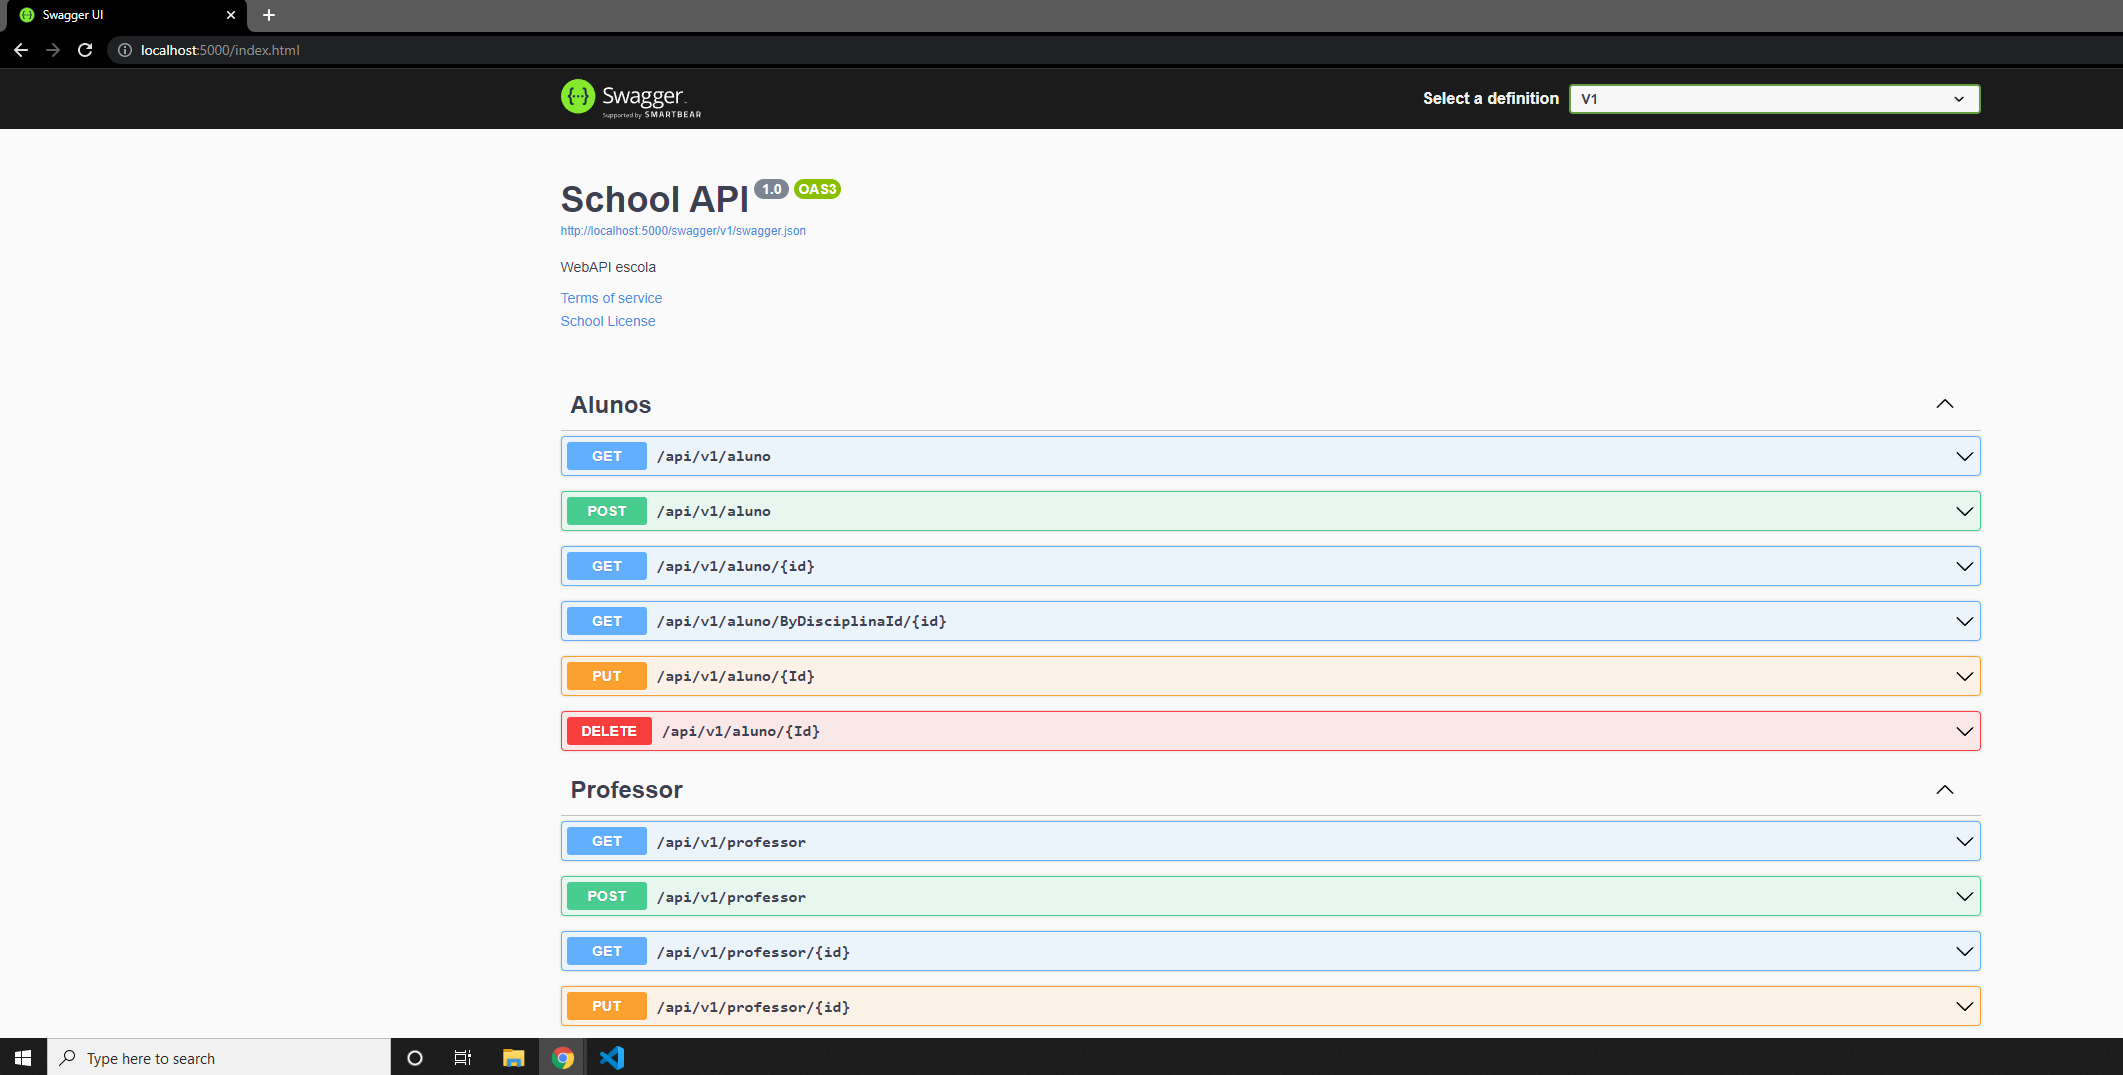 Swagger UI
localhost:5000/index.html
Swagger
Supported by SMARTBEAR
Select a definition
V1
School API 1.0 OAS3
http://localhost:5000/swagger/v1/swagger.json
WebAPI escola
Terms of service
School License
Alunos
GET /api/v1/aluno
POST /api/v1/aluno
GET /api/v1/aluno/{id}
GET /api/v1/aluno/ByDisciplinaId/{id}
PUT /api/v1/aluno/{Id}
DELETE /api/v1/aluno/{Id}
Professor
GET /api/v1/professor
POST /api/v1/professor
GET /api/v1/professor/{id}
PUT /api/v1/professor/{id}
Type here to search